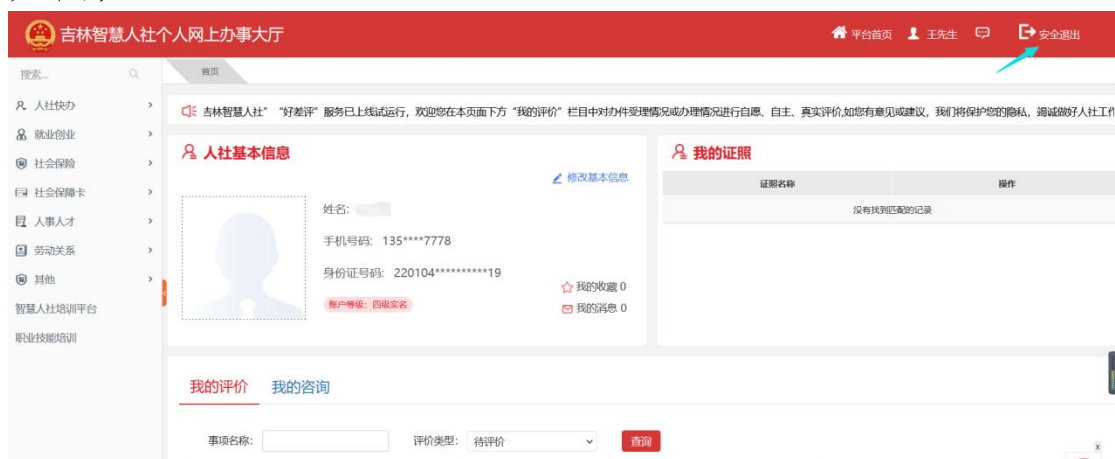 吉林智慧人社个人网上办事大厅
平台首页 王先生 安全退出
搜索...
首页
人社快办
就业创业
社会保险
社会保障卡
人事人才
劳动关系
其他
智慧人社培训平台
职业技能培训
吉林智慧人社” “好差评” 服务已上线试运行，欢迎您在本页面下方 “我的评价” 栏目中对办件受理情况或办理情况进行自愿、自主、真实评价,如您有意见或建议，我们将保护您的隐私，竭诚做好人社工作
人社基本信息
修改基本信息
姓名:
手机号码: 135****7778
身份证号码: 220104**********19
账户等级: 四级实名
我的收藏 0
我的消息 0
我的证照
证照名称 操作
没有找到匹配的记录
我的评价 我的咨询
事项名称: 评价类型: 待评价 查询
x